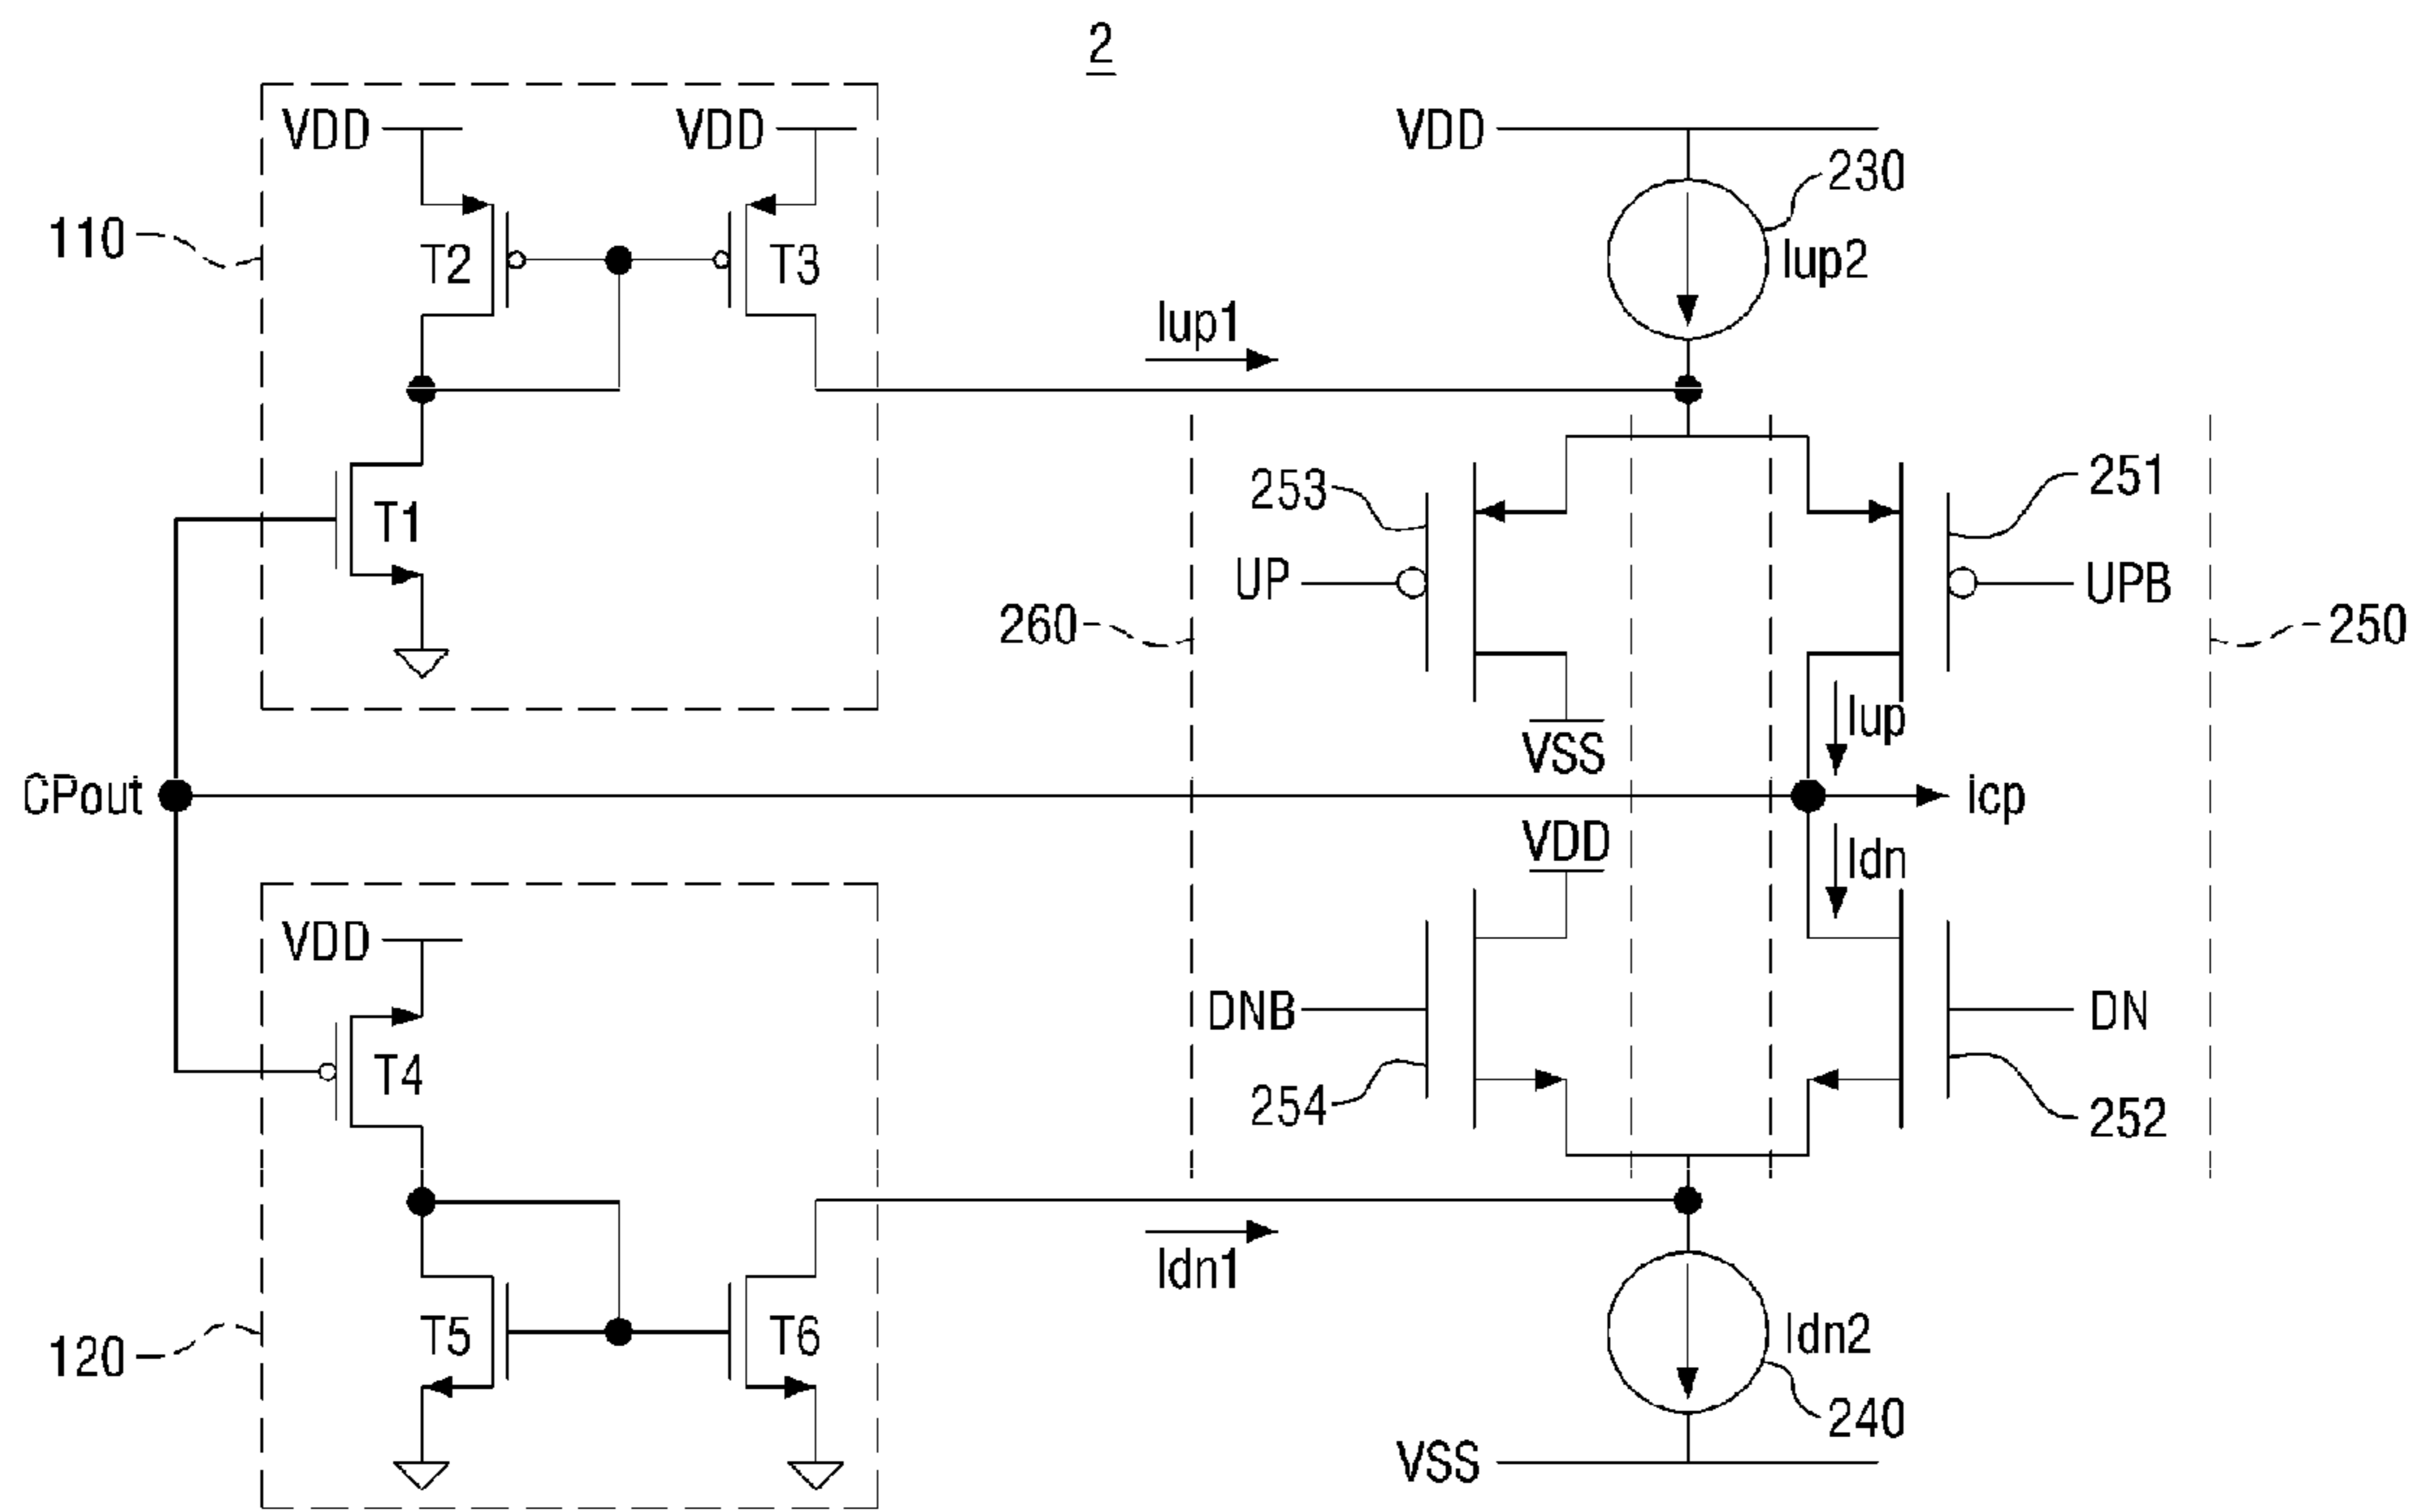 2
VDD
VDD
VDD
230
110
T2
T3
Iup2
Iup1
253
251
T1
UP
UPB
260
250
Iup
VSS
CPout
icp
VDD
Idn
VDD
DNB
DN
T4
254
252
Idn1
T5
T6
Idn2
120
240
VSS